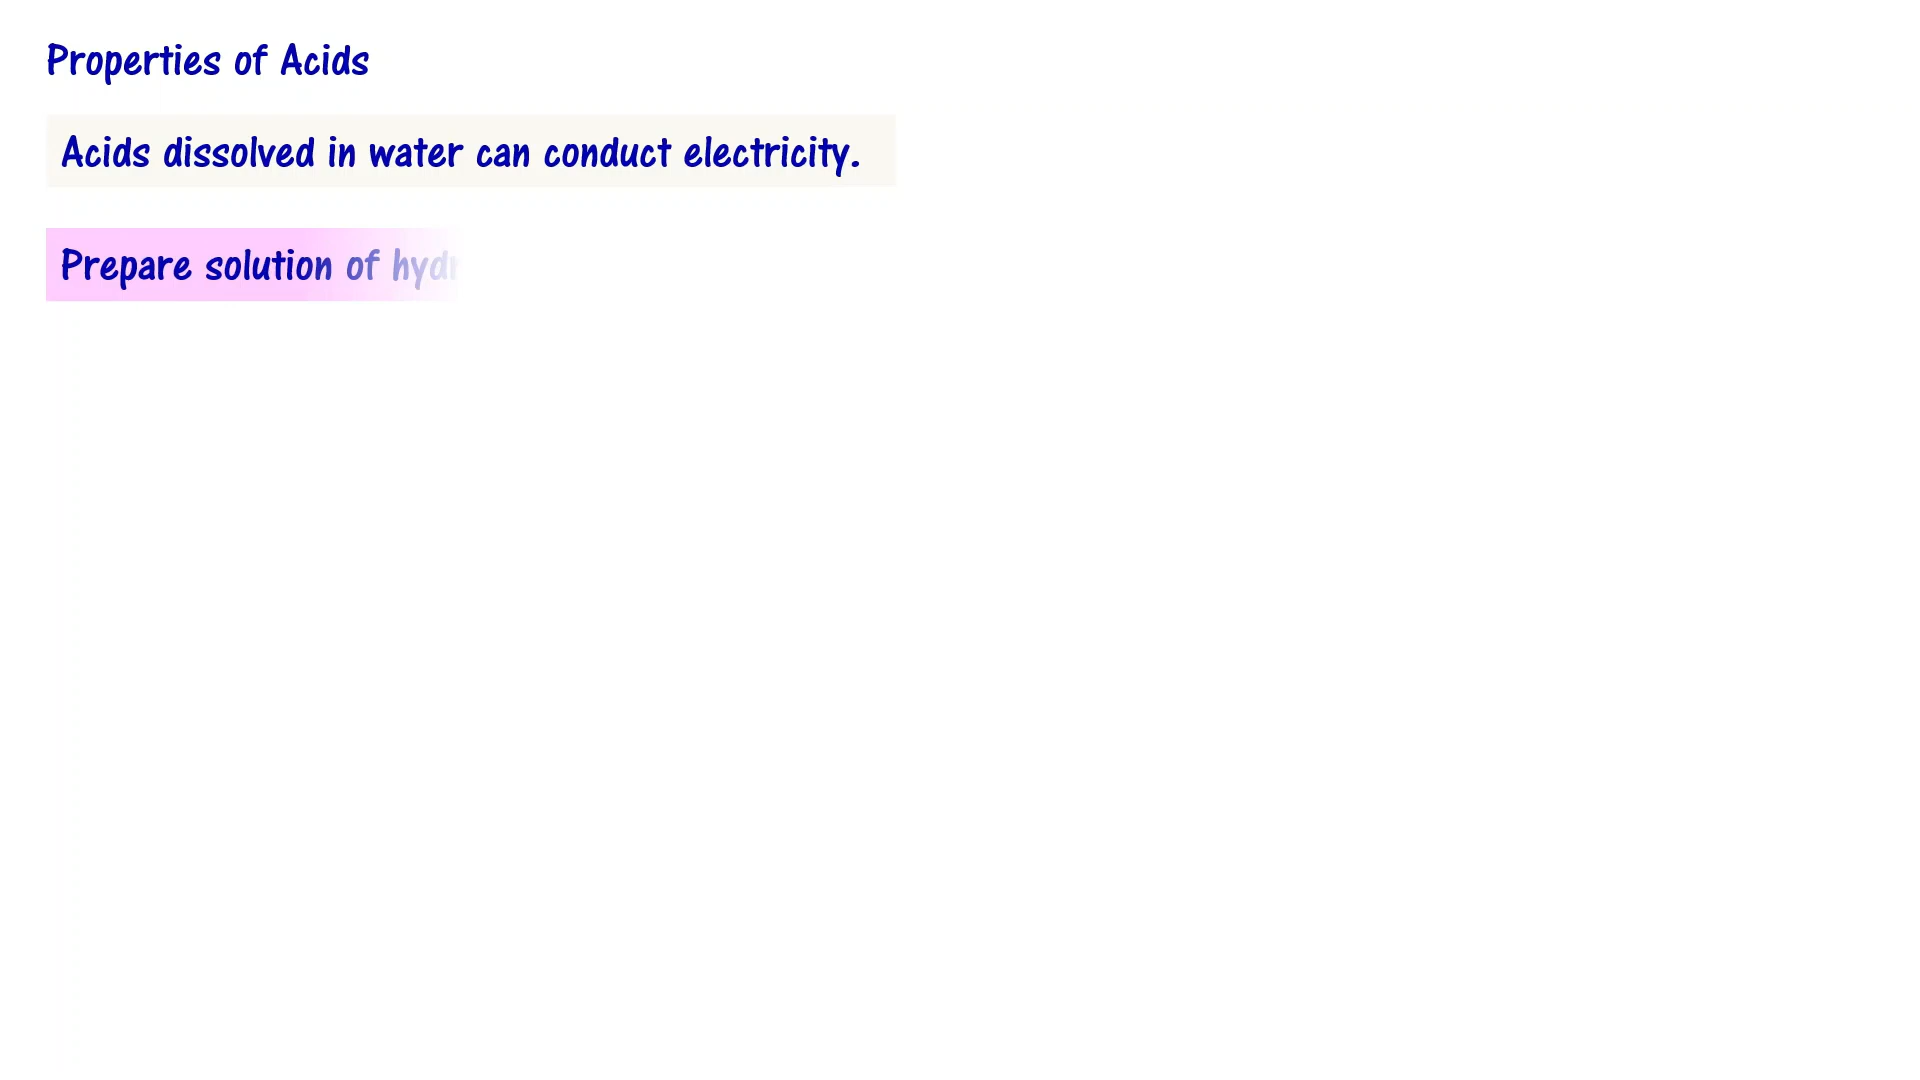 Properties of Acids
Acids dissolved in water can conduct electricity.
Prepare solution of